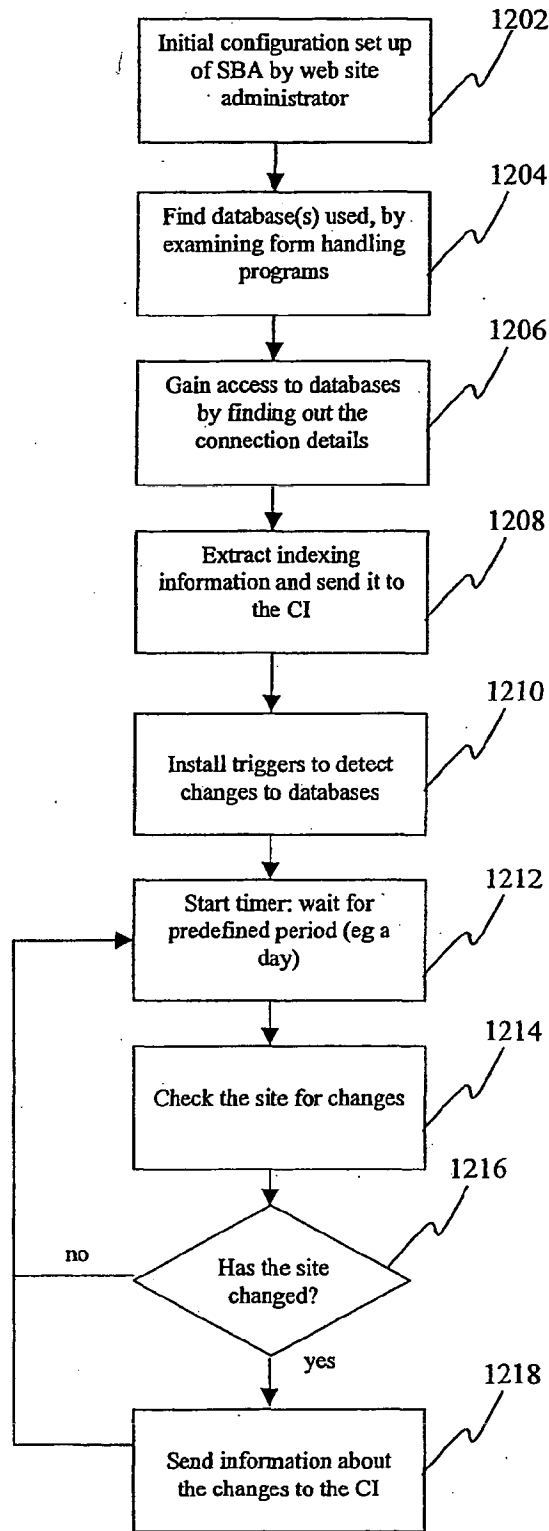 1202
Initial configuration set up
of SBA by web site
administrator
1204
Find database(s) used, by
examining form handling
programs
1206
Gain access to databases
by finding out the
connection details
1208
Extract indexing
information and send it to
the CI
1210
Install triggers to detect
changes to databases
1212
Start timer: wait for
predefined period (eg a
day)
1214
Check the site for changes
1216
no
Has the site
changed?
yes
1218
Send information about
the changes to the CI